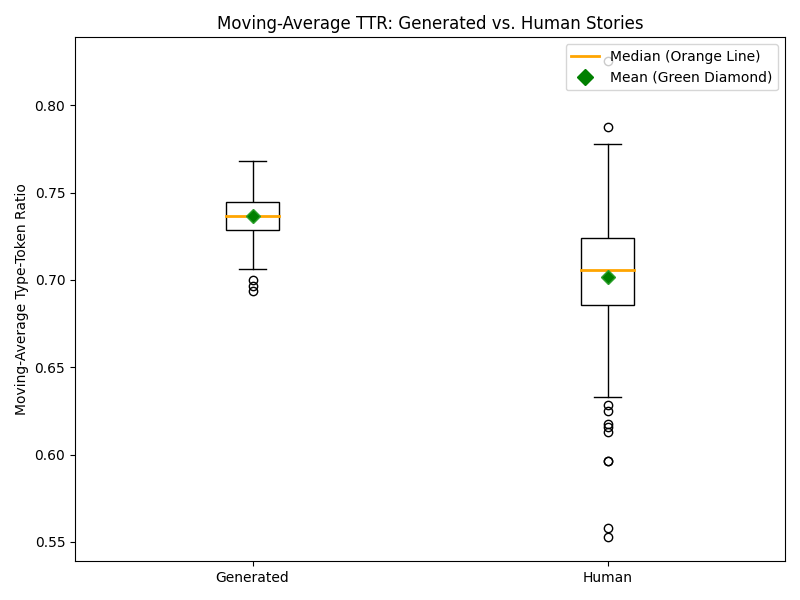 Moving-Average TTR: Generated vs. Human Stories
Median (Orange Line)
Mean (Green Diamond)
Moving-Average Type-Token Ratio
0.80
0.75
0.70
0.65
0.60
0.55
Generated
Human